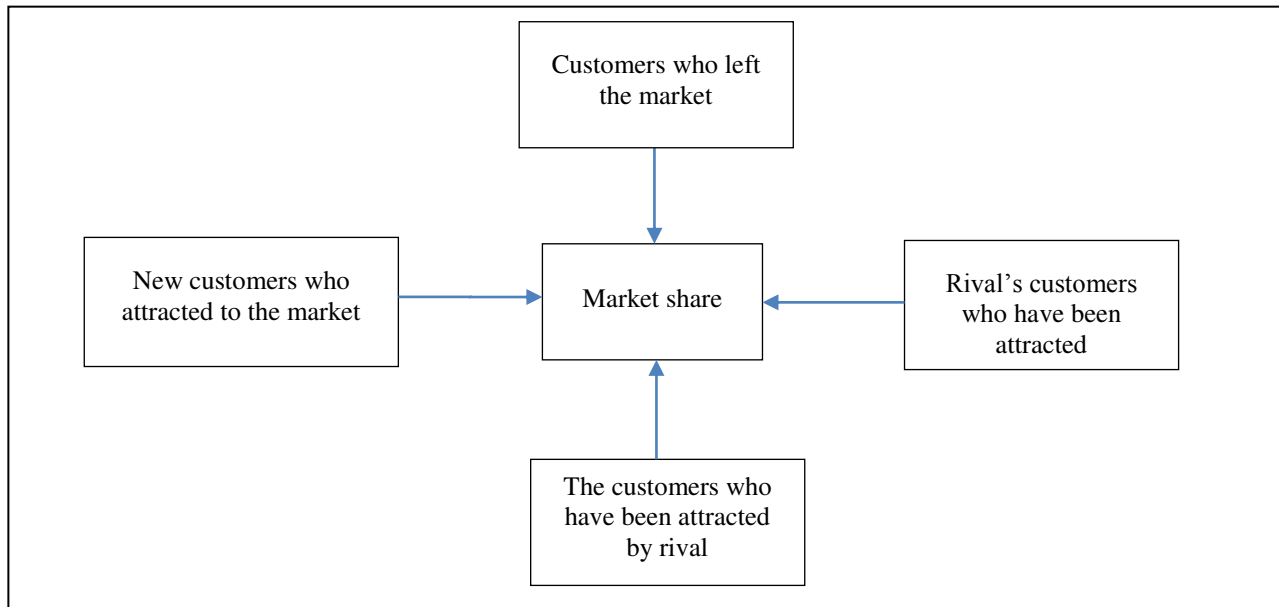 Customers who left
the market
New customers who
attracted to the market
Market share
Rival’s customers
who have been
attracted
The customers who
have been attracted
by rival